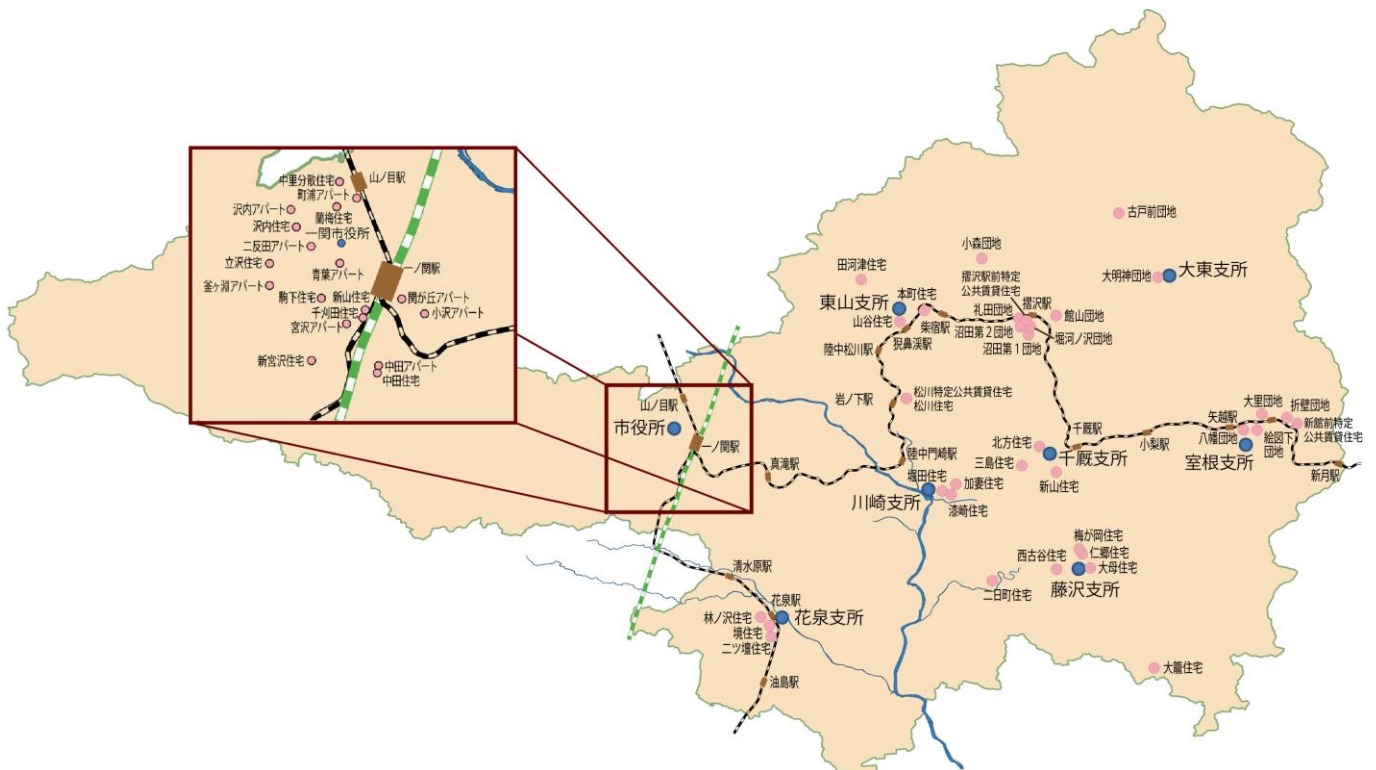 中里分散住宅
山ノ目駅
町浦アパート
沢内アパート
蘭梅住宅
沢内住宅
一関市役所
二反田アパート
立沢住宅
青葉アパート
一ノ関駅
釜ヶ淵アパート
駒下住宅
新山住宅
関が丘アパート
千刈田住宅
小沢アパート
宮沢アパート
新宮沢住宅
中田アパート
中田住宅
古戸前団地
小森団地
田河津住宅
大明神団地
大東支所
摺沢駅前特定
公共賃貸住宅
東山支所
本町住宅
礼田団地
摺沢駅
館山団地
山谷住宅
柴宿駅
沼田第2団地
堀河ノ沢団地
猊鼻渓駅
沼田第1団地
陸中松川駅
岩ノ下駅
松川特定公共賃貸住宅
松川住宅
山ノ目駅
市役所
一ノ関駅
真滝駅
陸中門崎駅
堀田住宅
加妻住宅
川崎支所
漆崎住宅
北方住宅
千厩駅
三島住宅
千厩支所
新山住宅
小梨駅
矢越駅
大里団地
折壁団地
新舘前特定
公共賃貸住宅
八幡団地
絵図下
団地
室根支所
新月駅
梅が岡住宅
仁郷住宅
西古谷住宅
大母住宅
藤沢支所
二日町住宅
清水原駅
花泉駅
林ノ沢住宅
花泉支所
境住宅
二ツ壇住宅
油島駅
大籠住宅